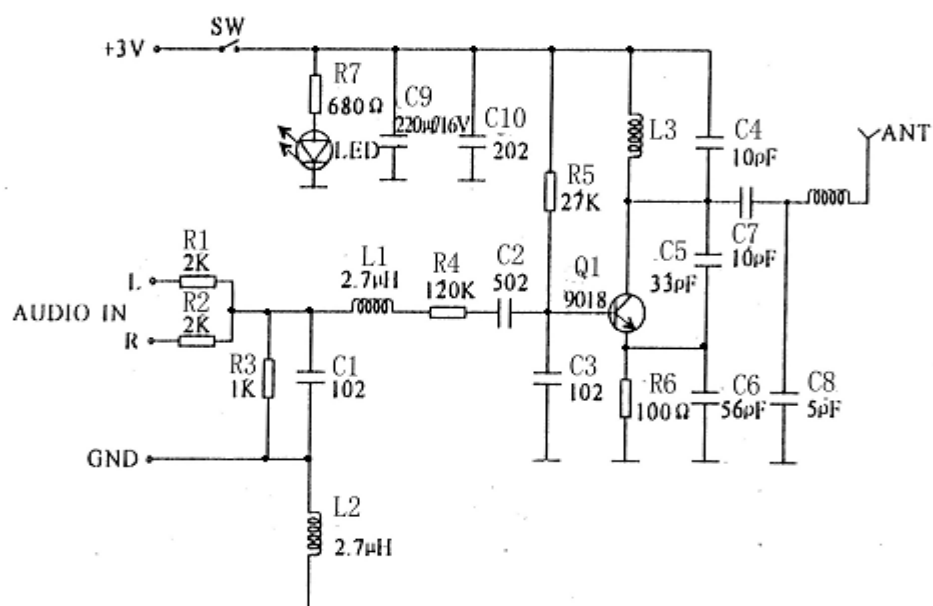 SW
+3V
R7
680Ω
LED
C9
220μ/16V
C10
202
R5
27K
L3
C4
10pF
ANT
C5
33pF
C7
10pF
R1
2K
L
AUDIO IN
R2
2K
R
L1
2.7μH
R4
120K
C2
502
Q1
9018
R3
1K
C1
102
C3
102
R6
100Ω
C6
56pF
C8
5pF
GND
L2
2.7μH